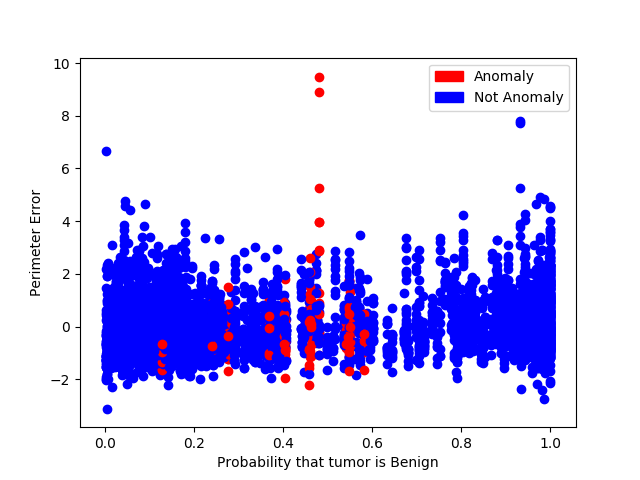 10
8
6
4
2
0
−2
Perimeter Error
Anomaly
Not Anomaly
0.0 0.2 0.4 0.6 0.8 1.0
Probability that tumor is Benign